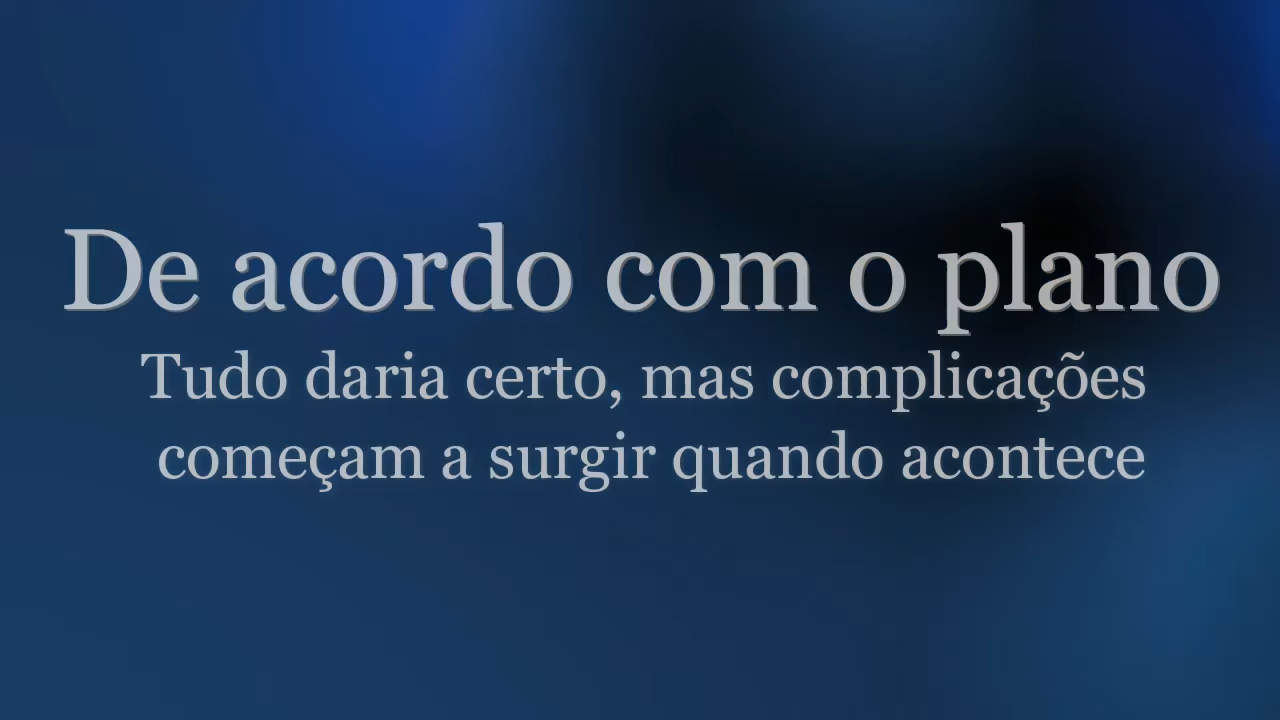 De acordo com o plano
Tudo daria certo, mas complicações
começam a surgir quando acontece